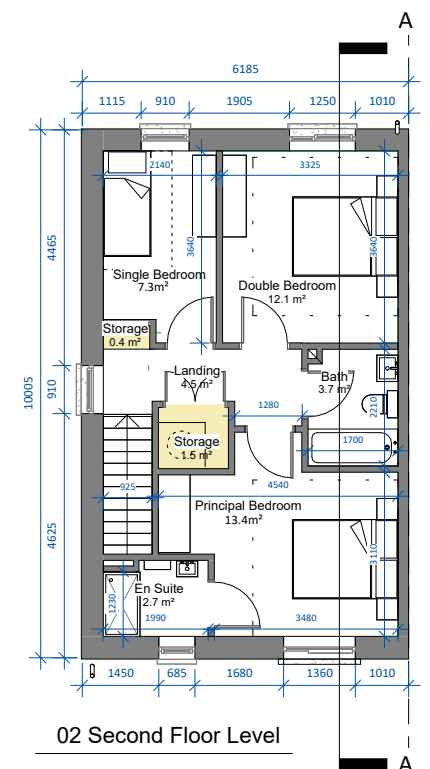 A
6185
1115 910 1905 1250 1010
2140 3325
4465
3640
3640
Single Bedroom
7.3m²
Double Bedroom
12.1 m²
Storage
0.4 m²
Landing
4.5 m²
Bath
3.7 m²
910
10005
1280
2210
Storage
1.5 m²
1700
925
4540
Principal Bedroom
13.4m²
4625
3110
En Suite
2.7 m²
1230
1990 3480
1450 685 1680 1360 1010
02 Second Floor Level
A